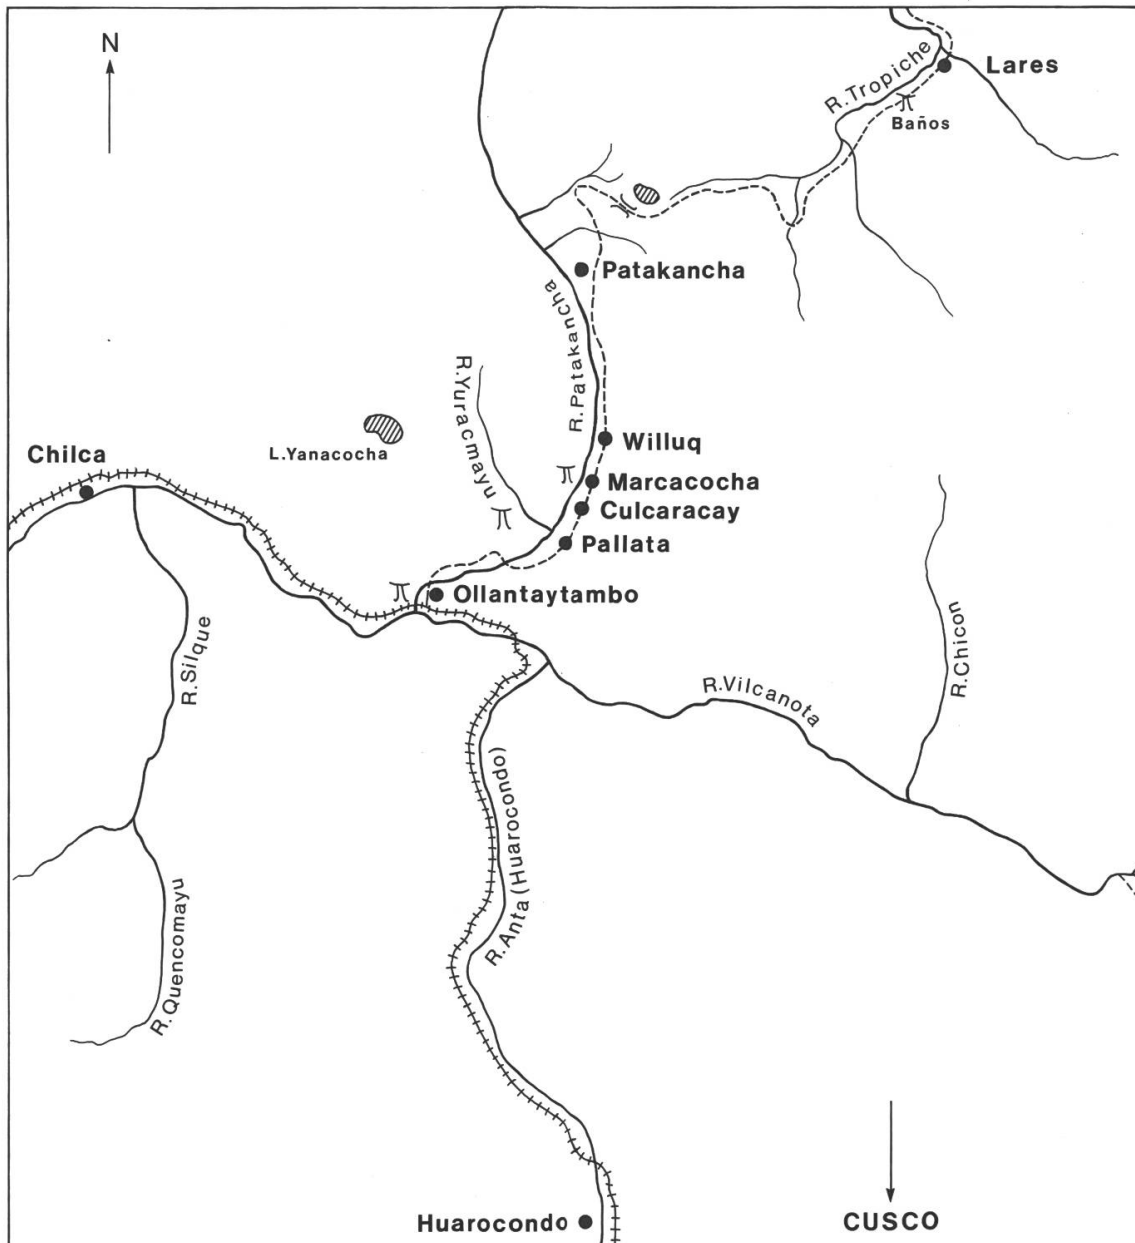 N
Lares
R.Tropiche
Baños
Patakancha
R.Patakancha
R.Yuracmayu
L.Yanacocha
Chilca
Willuq
Marcacocha
Culcaracay
Pallata
Ollantaytambo
R.Silque
R.Chicon
R.Vilcanota
R.Anta (Huarocondo)
R.Quencomayu
Huarocondo
CUSCO